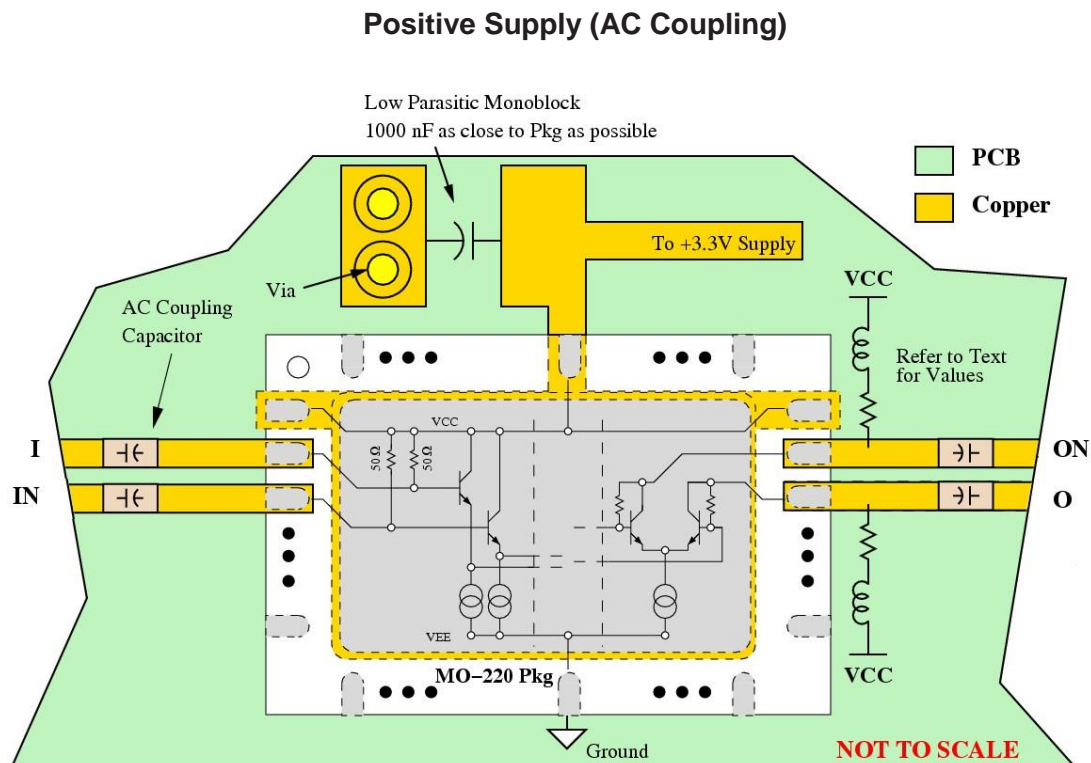 Positive Supply (AC Coupling)
Low Parasitic Monoblock
1000 nF as close to Pkg as possible
PCB
Copper
To +3.3V Supply
Via
VCC
AC Coupling
Capacitor
Refer to Text
for Values
VCC
50Ω
50Ω
I
ON
IN
O
VEE
MO-220 Pkg
VCC
Ground
NOT TO SCALE